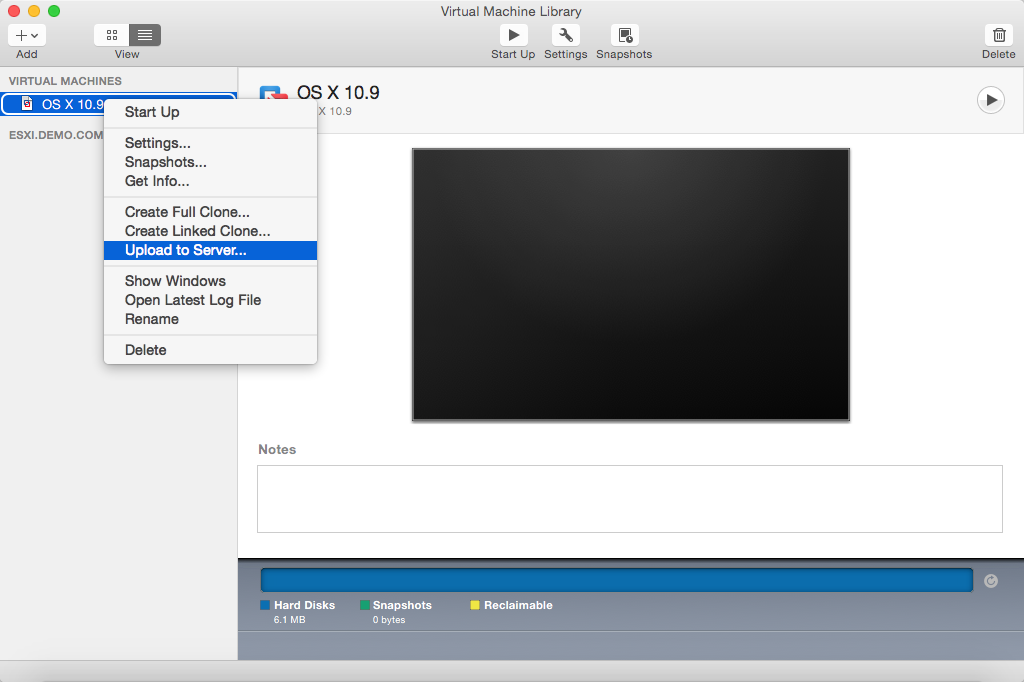 Virtual Machine Library
Add
View
Start Up
Settings
Snapshots
Delete
VIRTUAL MACHINES
OS X 10.9
ESXI.DEMO.COM
OS X 10.9
X 10.9
Start Up
Settings...
Snapshots...
Get Info...
Create Full Clone...
Create Linked Clone...
Upload to Server...
Show Windows
Open Latest Log File
Rename
Delete
Notes
Hard Disks
6.1 MB
Snapshots
0 bytes
Reclaimable